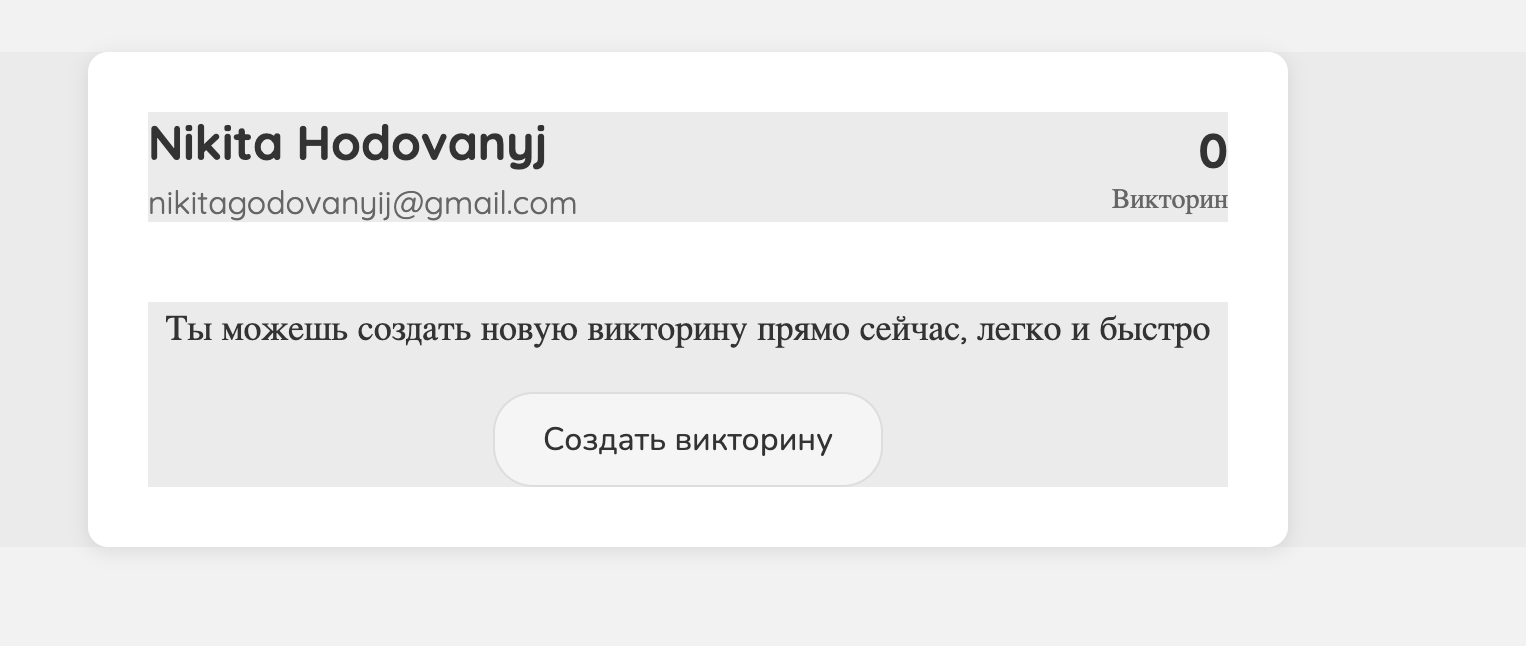 Nikita Hodovanyj
0
nikitagodovanyij@gmail.com
Викторин
Ты можешь создать новую викторину прямо сейчас, легко и быстро
Создать викторину